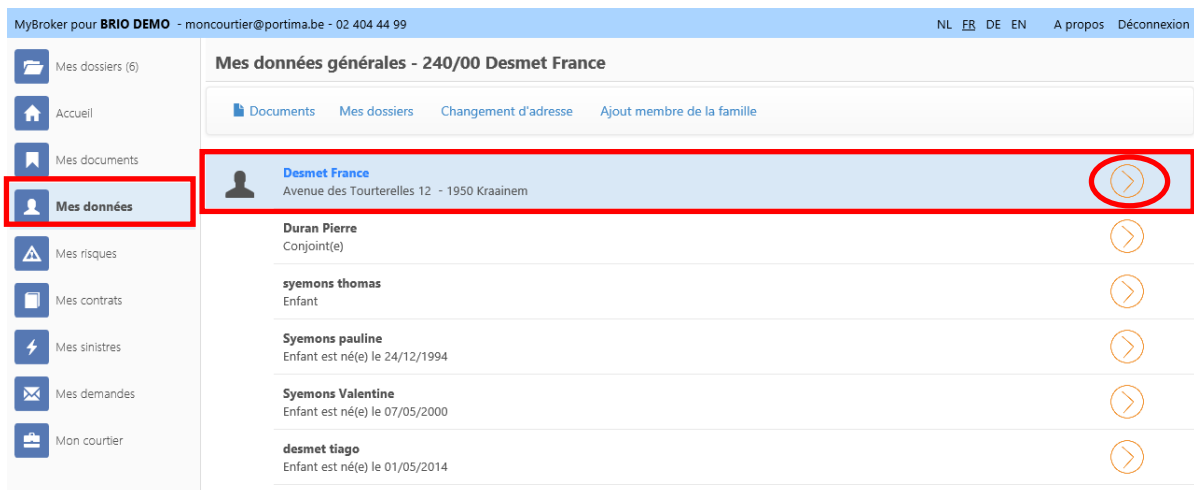 MyBroker pour BRIO DEMO - moncourtier@portima.be - 02 404 44 99 NL FR DE EN A propos Déconnexion
Mes dossiers (6)
Accueil
Mes documents
Mes données
Mes risques
Mes contrats
Mes sinistres
Mes demandes
Mon courtier
Mes données générales - 240/00 Desmet France
Documents Mes dossiers Changement d'adresse Ajout membre de la famille
Desmet France
Avenue des Tourterelles 12 - 1950 Kraainem
Duran Pierre
Conjoint(e)
syemons thomas
Enfant
Syemons pauline
Enfant est né(e) le 24/12/1994
Syemons Valentine
Enfant est né(e) le 07/05/2000
desmet tiago
Enfant est né(e) le 01/05/2014